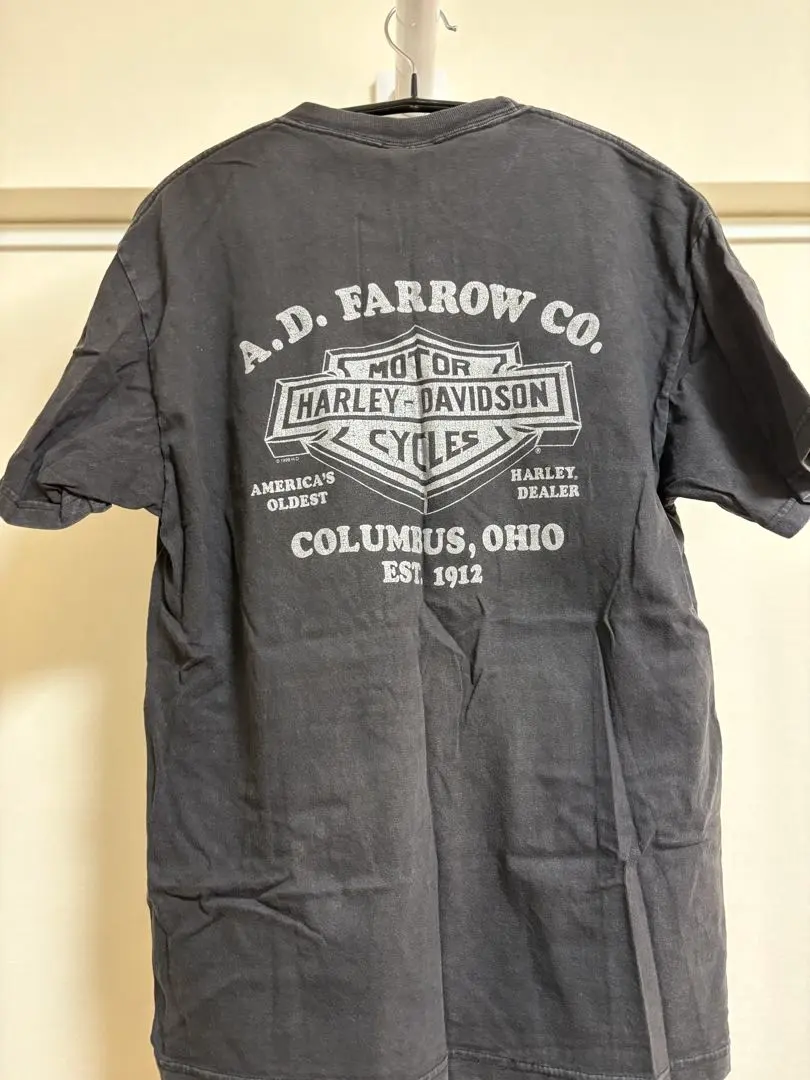 A.D. FARROW CO.
MOTOR
HARLEY-DAVIDSON
CYCLES
®
AMERICA'S
OLDEST
HARLEY
DEALER
COLUMBUS, OHIO
EST. 1912